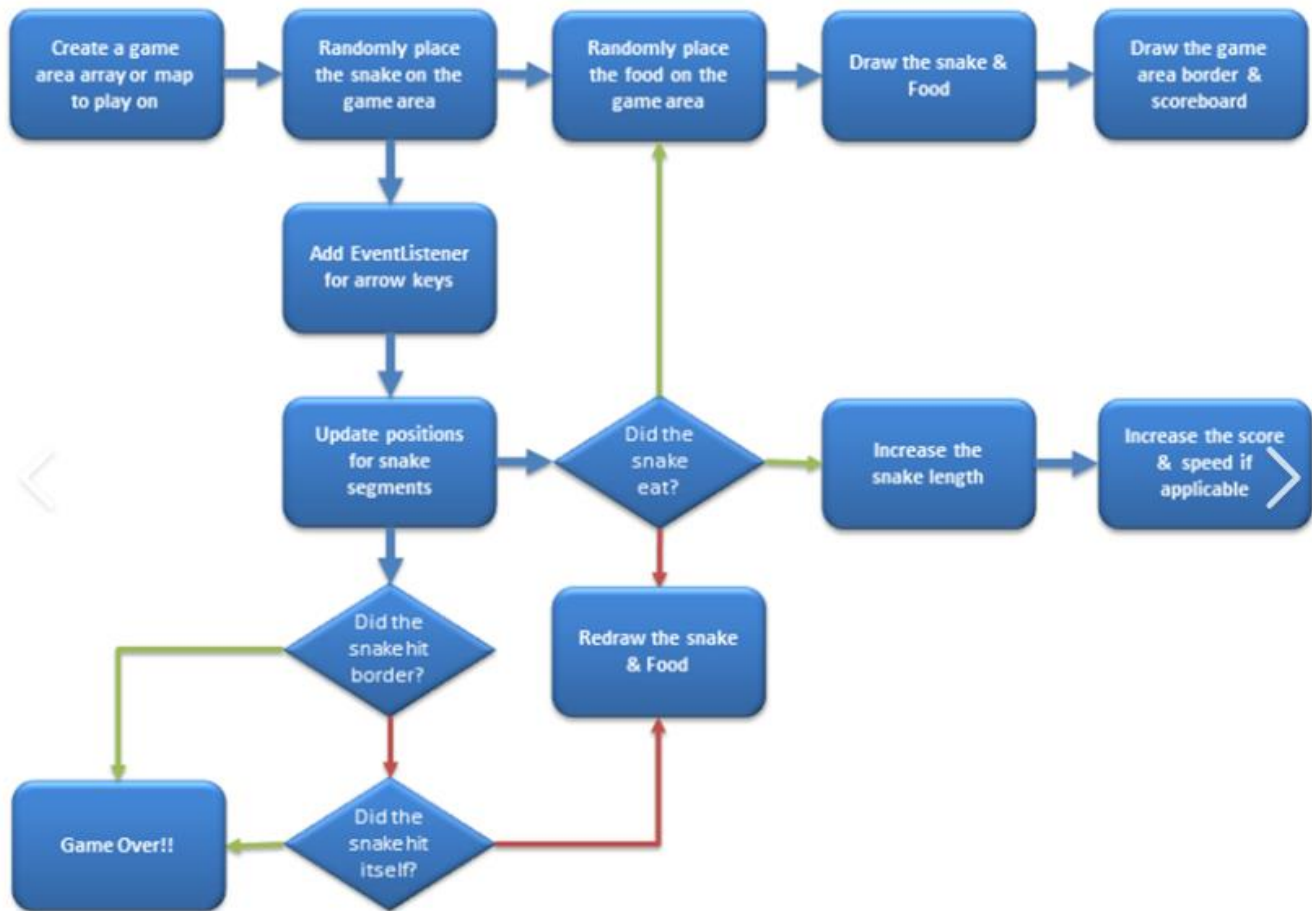 Create a game
area array or map
to play on
Randomly place
the snake on the
game area
Randomly place
the food on the
game area
Draw the snake &
Food
Draw the game
area border &
scoreboard
Add EventListener
for arrow keys
Update positions
for snake
segments
Did the
snake
eat?
Increase the
snake length
Increase the score
& speed if
applicable
Did the
snake hit
border?
Redraw the snake
& Food
Game Over!!
Did the
snake hit
itself?